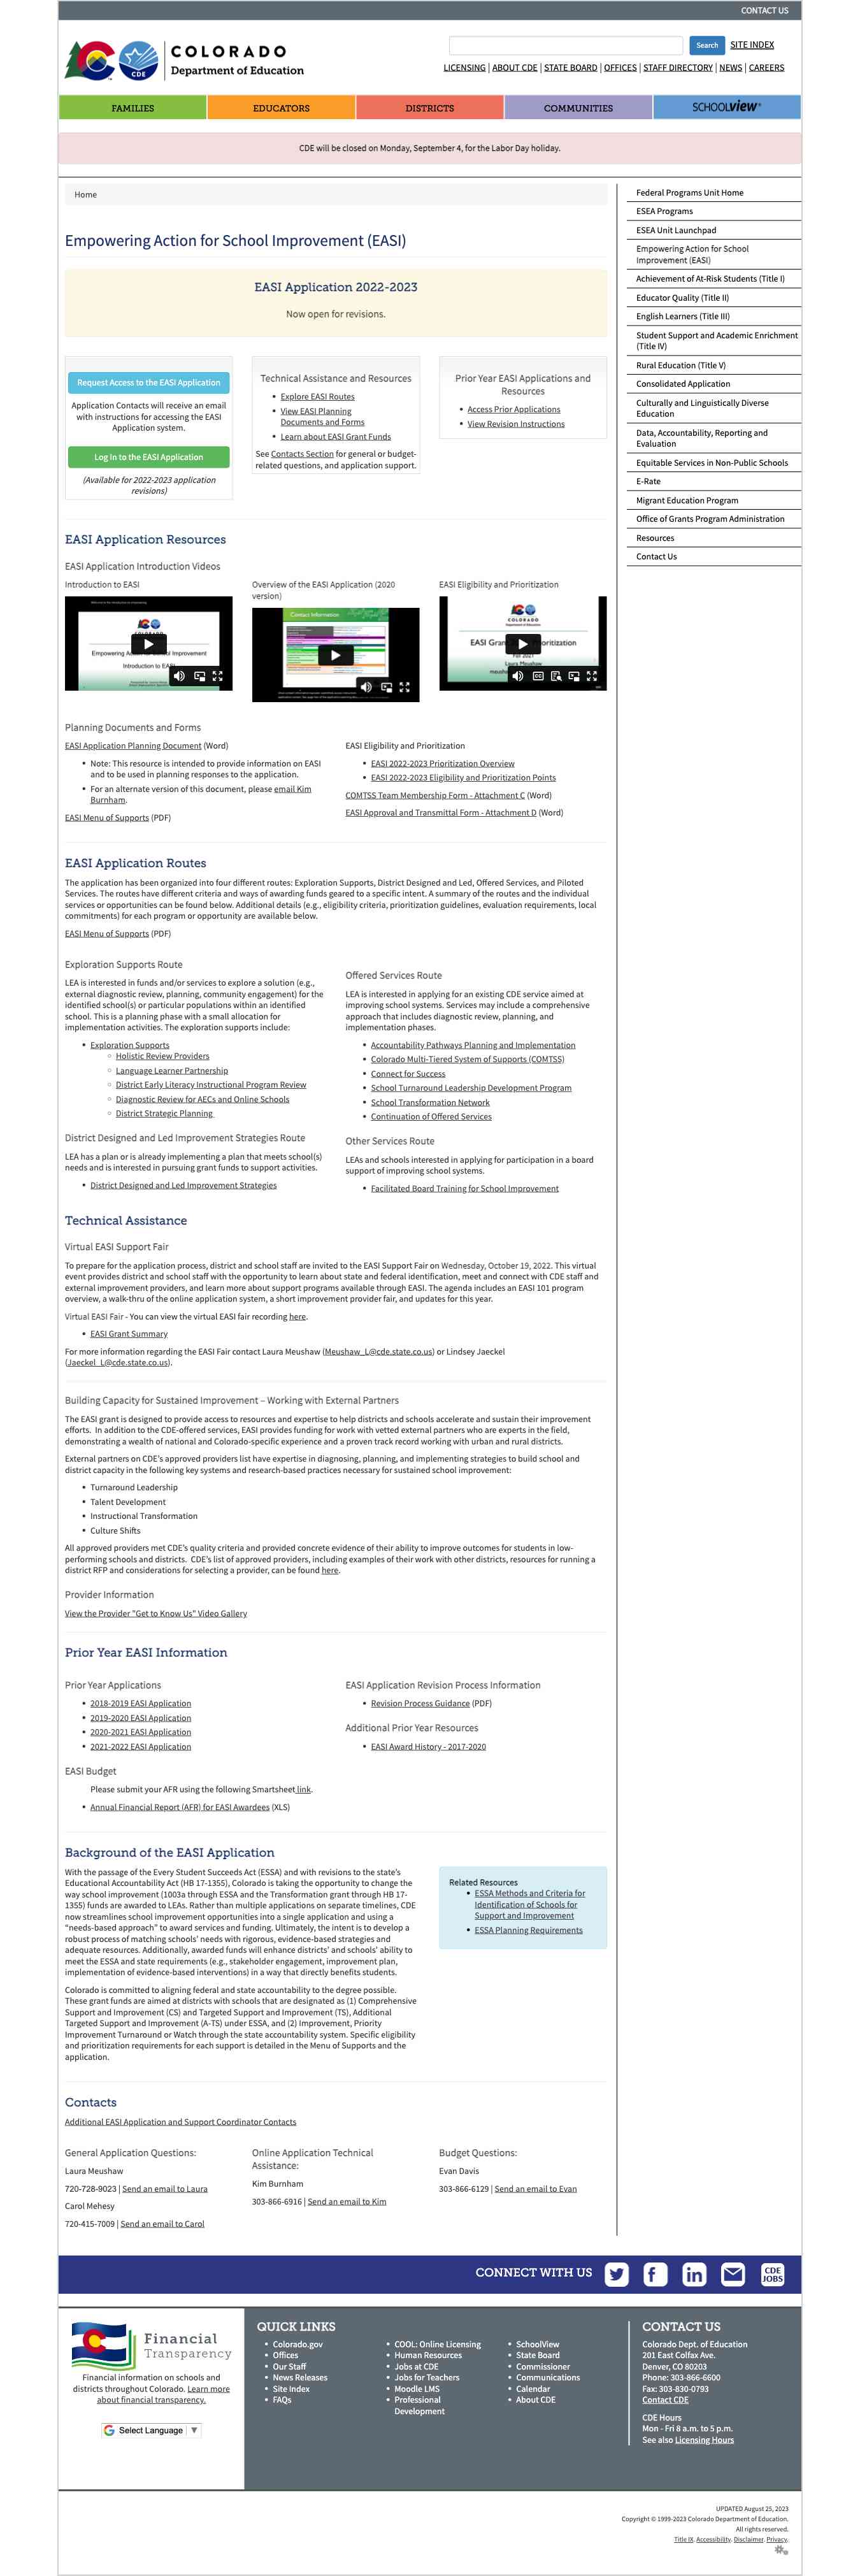 CONTACT US
COLORADO
Department of Education
CDE
Search
SITE INDEX
LICENSING | ABOUT CDE | STATE BOARD | OFFICES | STAFF DIRECTORY | NEWS | CAREERS
FAMILIES
EDUCATORS
DISTRICTS
COMMUNITIES
SCHOOLVIEW
CDE will be closed on Monday, September 4, for the Labor Day holiday.
Home
Empowering Action for School Improvement (EASI)
EASI Application 2022-2023
Now open for revisions.
Request Access to the EASI Application
Application Contacts will receive an email
with instructions for accessing the EASI
Application system.
Log In to the EASI Application
(Available for 2022-2023 application
revisions)
Technical Assistance and Resources
Explore EASI Routes
View EASI Planning
Documents and Forms
Learn about EASI Grant Funds
See Contacts Section for general or budget-
related questions, and application support.
Prior Year EASI Applications and
Resources
Access Prior Applications
View Revision Instructions
Federal Programs Unit Home
ESEA Programs
ESEA Unit Launchpad
Empowering Action for School
Improvement (EASI)
Achievement of At-Risk Students (Title I)
Educator Quality (Title II)
English Learners (Title III)
Student Support and Academic Enrichment
(Title IV)
Rural Education (Title V)
Consolidated Application
Culturally and Linguistically Diverse
Education
Data, Accountability, Reporting and
Evaluation
Equitable Services in Non-Public Schools
E-Rate
Migrant Education Program
Office of Grants Program Administration
Resources
Contact Us
EASI Application Resources
EASI Application Introduction Videos
Introduction to EASI
Overview of the EASI Application (2020
version)
EASI Eligibility and Prioritization
COLORADO
Introduction to EASI
Contact Information
COLORADO
Planning Documents and Forms
EASI Application Planning Document (Word)
Note: This resource is intended to provide information on EASI
and to be used in planning responses to the application.
For an alternate version of this document, please email Kim
Burnham.
EASI Menu of Supports (PDF)
EASI Eligibility and Prioritization
EASI 2022-2023 Prioritization Overview
EASI 2022-2023 Eligibility and Prioritization Points
COMTSS Team Membership Form - Attachment C (Word)
EASI Approval and Transmittal Form - Attachment D (Word)
EASI Application Routes
The application has been organized into four different routes: Exploration Supports, District Designed and Led, Offered Services, and Piloted
Services. The routes have different criteria and ways of awarding funds geared to a specific intent. A summary of the routes and the individual
services or opportunities can be found below. Additional details (e.g., eligibility criteria, prioritization guidelines, evaluation requirements, local
commitments) for each program or opportunity are available below.
EASI Menu of Supports (PDF)
Exploration Supports Route
LEA is interested in funds and/or services to explore a solution (e.g.,
external diagnostic review, planning, community engagement) for the
identified school(s) or particular populations within an identified
school. This is a planning phase with a small allocation for
implementation activities. The exploration supports include:
Exploration Supports
Holistic Review Providers
Language Learner Partnership
District Early Literacy Instructional Program Review
Diagnostic Review for AECs and Online Schools
District Strategic Planning
District Designed and Led Improvement Strategies Route
LEA has a plan or is already implementing a plan that meets school(s)
needs and is interested in pursuing grant funds to support activities.
District Designed and Led Improvement Strategies
Offered Services Route
LEA is interested in applying for an existing CDE service aimed at
improving school systems. Services may include a comprehensive
approach that includes diagnostic review, planning, and
implementation phases.
Accountability Pathways Planning and Implementation
Colorado Multi-Tiered System of Supports (COMTSS)
Connect for Success
School Turnaround Leadership Development Program
School Transformation Network
Continuation of Offered Services
Other Services Route
LEAs and schools interested in applying for participation in a board
support of improving school systems.
Facilitated Board Training for School Improvement
Technical Assistance
Virtual EASI Support Fair
To prepare for the application process, district and school staff are invited to the EASI Support Fair on Wednesday, October 19, 2022. This virtual
event provides district and school staff with the opportunity to learn about state and federal identification, meet and connect with CDE staff and
external improvement providers, and learn more about support programs available through EASI. The agenda includes an EASI 101 program
overview, a walk-thru of the online application system, a short improvement provider fair, and updates for this year.
Virtual EASI Fair - You can view the virtual EASI fair recording here.
EASI Grant Summary
For more information regarding the EASI Fair contact Laura Meushaw (Meushaw_L@cde.state.co.us) or Lindsey Jaeckel
(Jaeckel_L@cde.state.co.us).
Building Capacity for Sustained Improvement – Working with External Partners
The EASI grant is designed to provide access to resources and expertise to help districts and schools accelerate and sustain their improvement
efforts. In addition to the CDE-offered services, EASI provides funding for work with vetted external partners who are experts in the field,
demonstrating a wealth of national and Colorado-specific experience and a proven track record working with urban and rural districts.
External partners on CDE's approved providers list have expertise in diagnosing, planning, and implementing strategies to build school and
district capacity in the following key systems and research-based practices necessary for sustained school improvement:
Turnaround Leadership
Talent Development
Instructional Transformation
Culture Shifts
All approved providers met CDE's quality criteria and provided concrete evidence of their ability to improve outcomes for students in low-
performing schools and districts. CDE's list of approved providers, including examples of their work with other districts, resources for running a
district RFP and considerations for selecting a provider, can be found here.
Provider Information
View the Provider "Get to Know Us" Video Gallery
Prior Year EASI Information
Prior Year Applications
2018-2019 EASI Application
2019-2020 EASI Application
2020-2021 EASI Application
2021-2022 EASI Application
EASI Budget
Please submit your AFR using the following Smartsheet link.
Annual Financial Report (AFR) for EASI Awardees (XLS)
EASI Application Revision Process Information
Revision Process Guidance (PDF)
Additional Prior Year Resources
EASI Award History - 2017-2020
Background of the EASI Application
With the passage of the Every Student Succeeds Act (ESSA) and with revisions to the state's
Educational Accountability Act (HB 17-1355), Colorado is taking the opportunity to change the
way school improvement (1003a through ESSA and the Transformation grant through HB 17-
1355) funds are awarded to LEAs. Rather than multiple applications on separate timelines, CDE
now streamlines school improvement opportunities into a single application and using a
"needs-based approach" to award services and funding. Ultimately, the intent is to develop a
robust process of matching schools' needs with rigorous, evidence-based strategies and
adequate resources. Additionally, awarded funds will enhance districts' and schools' ability to
meet the ESSA and state requirements (e.g., stakeholder engagement, improvement plan,
implementation of evidence-based interventions) in a way that directly benefits students.
Colorado is committed to aligning federal and state accountability to the degree possible.
These grant funds are aimed at districts with schools that are designated as (1) Comprehensive
Support and Improvement (CS) and Targeted Support and Improvement (TS), Additional
Targeted Support and Improvement (A-TS) under ESSA, and (2) Improvement, Priority
Improvement Turnaround or Watch through the state accountability system. Specific eligibility
and prioritization requirements for each support is detailed in the Menu of Supports and the
application.
Related Resources
ESSA Methods and Criteria for
Identification of Schools for
Support and Improvement
ESSA Planning Requirements
Contacts
Additional EASI Application and Support Coordinator Contacts
General Application Questions:
Laura Meushaw
720-728-9023 | Send an email to Laura
Carol Mehesy
720-415-7009 | Send an email to Carol
Online Application Technical
Assistance:
Kim Burnham
303-866-6916 | Send an email to Kim
Budget Questions:
Evan Davis
303-866-6129 | Send an email to Evan
CONNECT WITH US
CDE
JOBS
Financial
Transparency
Financial information on schools and
districts throughout Colorado. Learn more
about financial transparency.
Select Language
QUICK LINKS
Colorado.gov
Offices
Our Staff
News Releases
Site Index
FAQs
COOL: Online Licensing
Human Resources
Jobs at CDE
Jobs for Teachers
Moodle LMS
Professional
Development
SchoolView
State Board
Commissioner
Communications
Calendar
About CDE
CONTACT US
Colorado Dept. of Education
201 East Colfax Ave.
Denver, CO 80203
Phone: 303-866-6600
Fax: 303-830-0793
Contact CDE
CDE Hours
Mon - Fri 8 a.m. to 5 p.m.
See also Licensing Hours
UPDATED August 25, 2023
Copyright © 1999-2023 Colorado Department of Education.
All rights reserved.
Title IX. Accessibility. Disclaimer. Privacy.